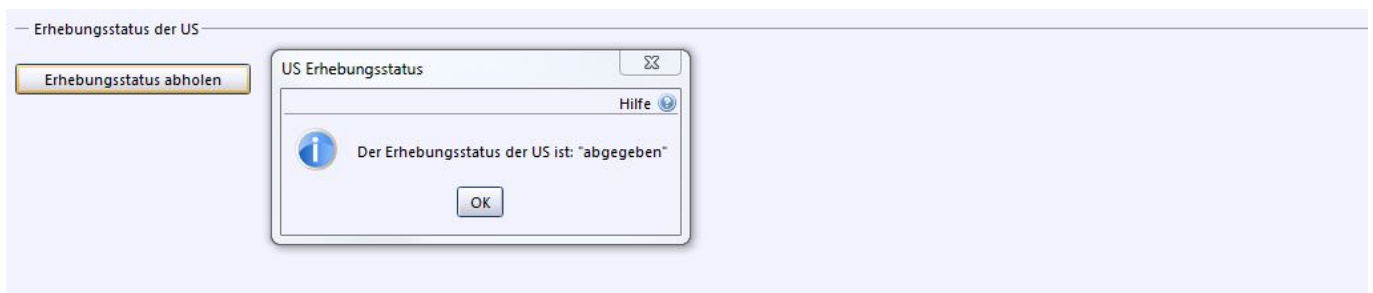 Erhebungsstatus der US
Erhebungsstatus abholen
US Erhebungsstatus
Hilfe
Der Erhebungsstatus der US ist: "abgegeben"
OK